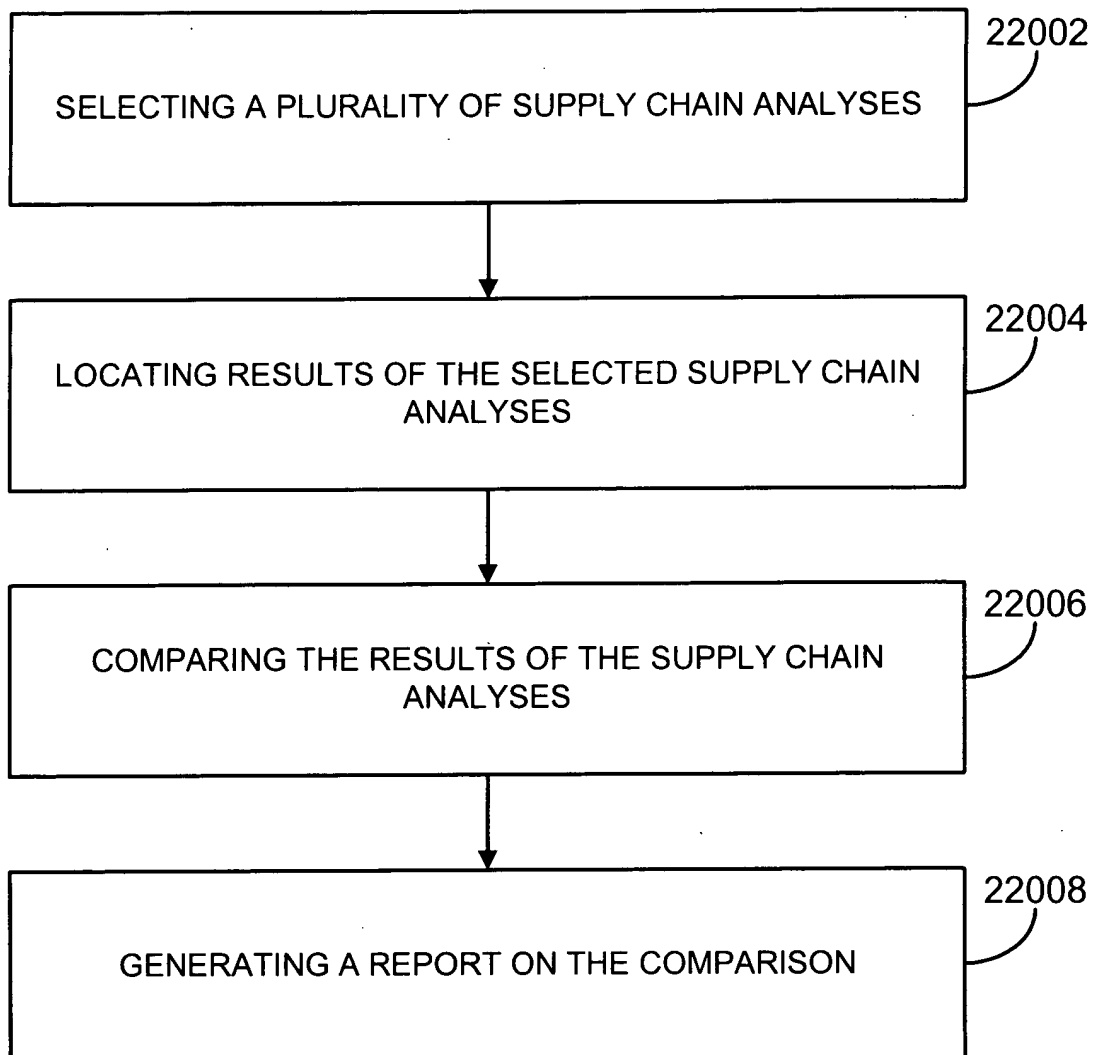 22002
SELECTING A PLURALITY OF SUPPLY CHAIN ANALYSES
22004
LOCATING RESULTS OF THE SELECTED SUPPLY CHAIN
ANALYSES
22006
COMPARING THE RESULTS OF THE SUPPLY CHAIN
ANALYSES
22008
GENERATING A REPORT ON THE COMPARISON